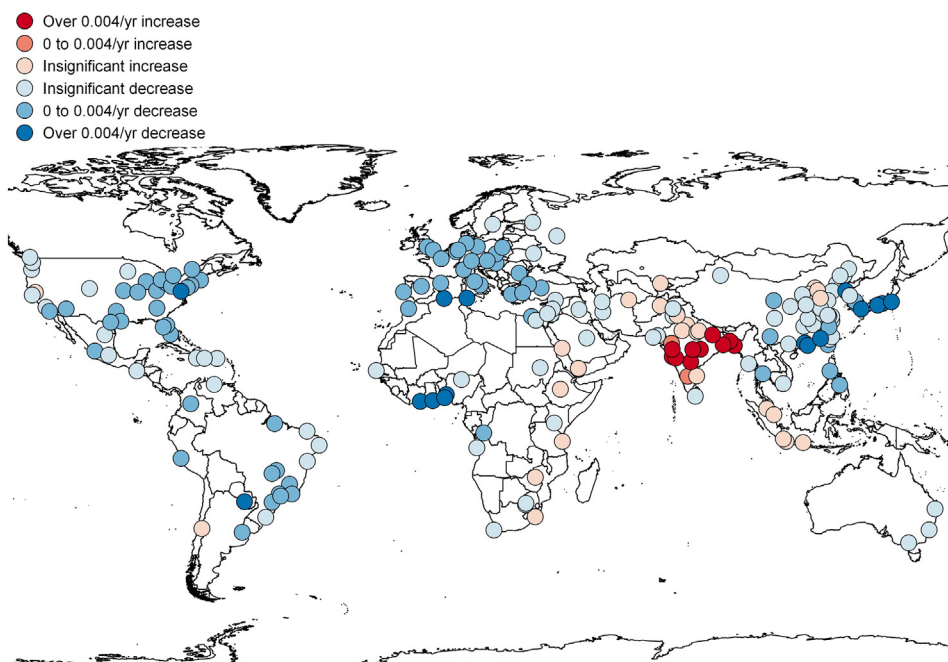 Over 0.004/yr increase
0 to 0.004/yr increase
Insignificant increase
Insignificant decrease
0 to 0.004/yr decrease
Over 0.004/yr decrease